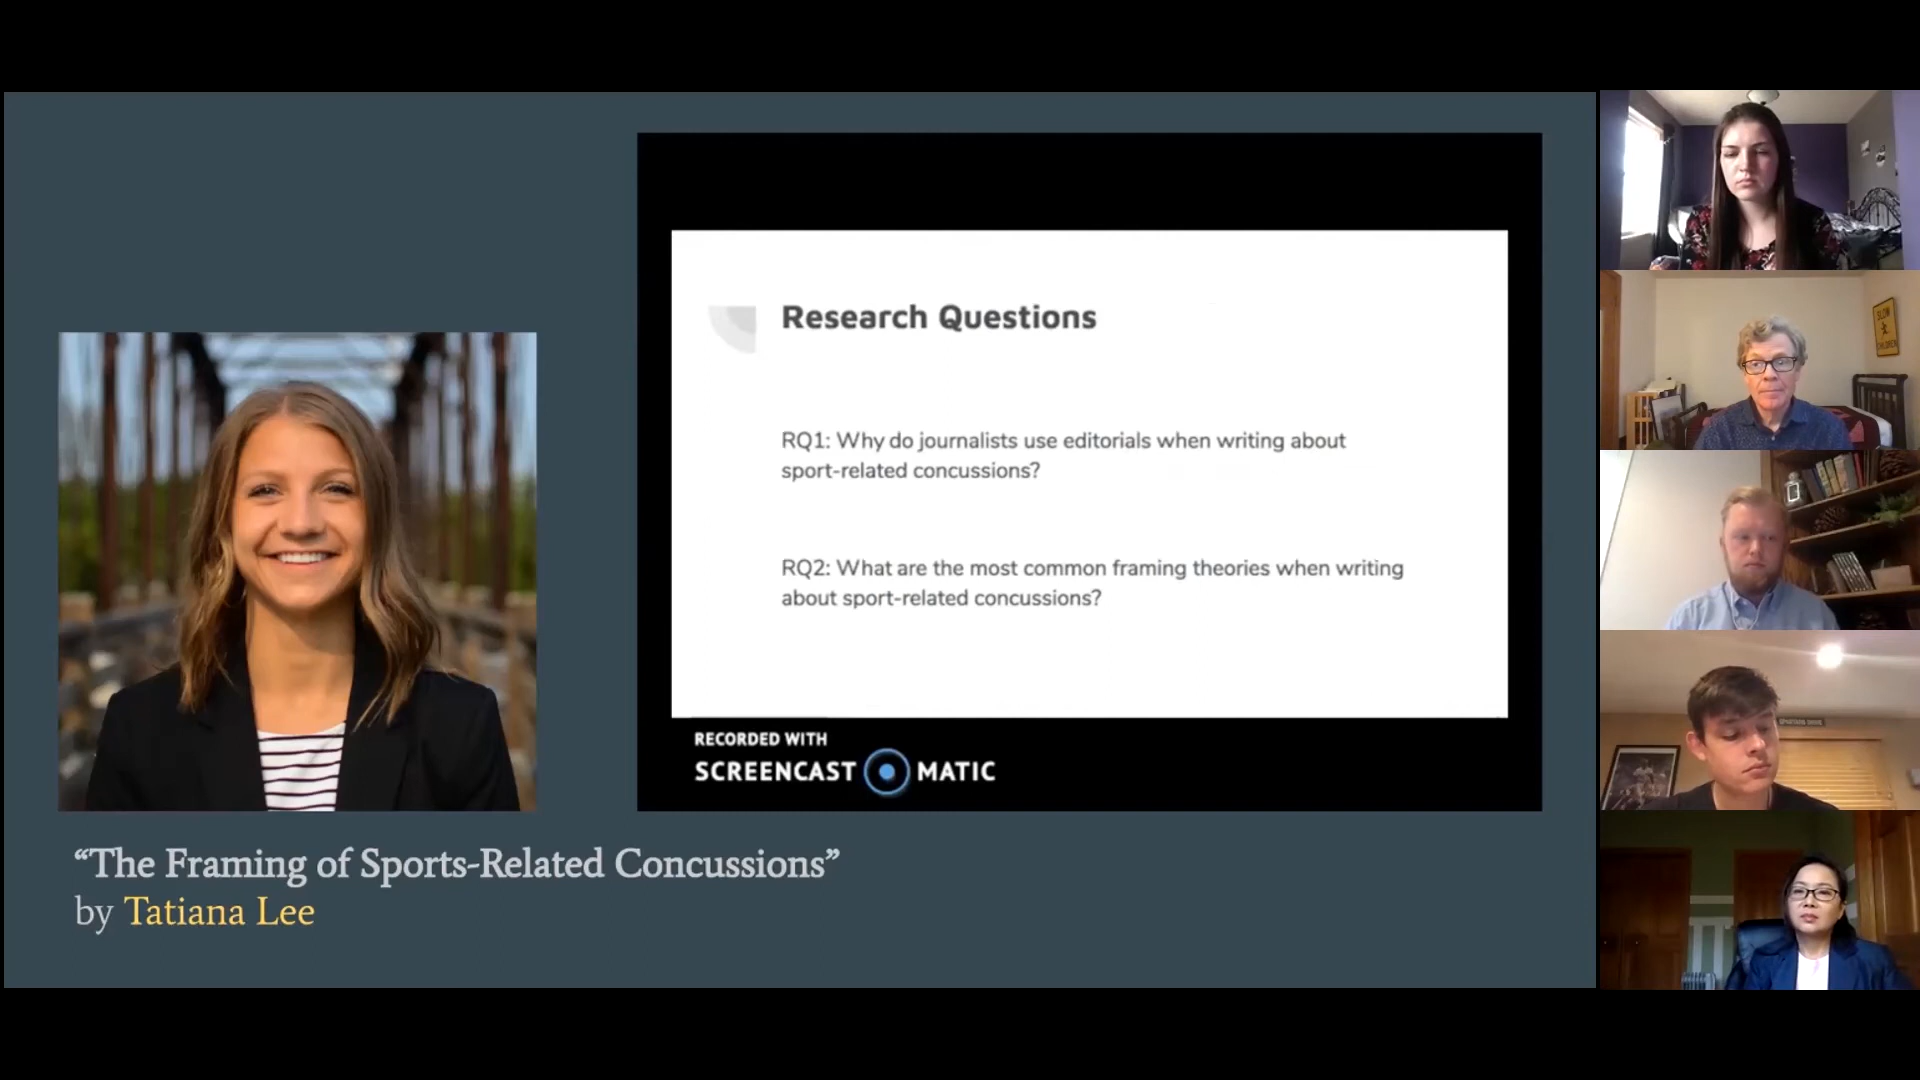 Research Questions
RQ1: Why do journalists use editorials when writing about
sport-related concussions?
RQ2: What are the most common framing theories when writing
about sport-related concussions?
RECORDED WITH
SCREENCAST MATIC
“The Framing of Sports-Related Concussions”
by Tatiana Lee
SLOW
CHILDREN